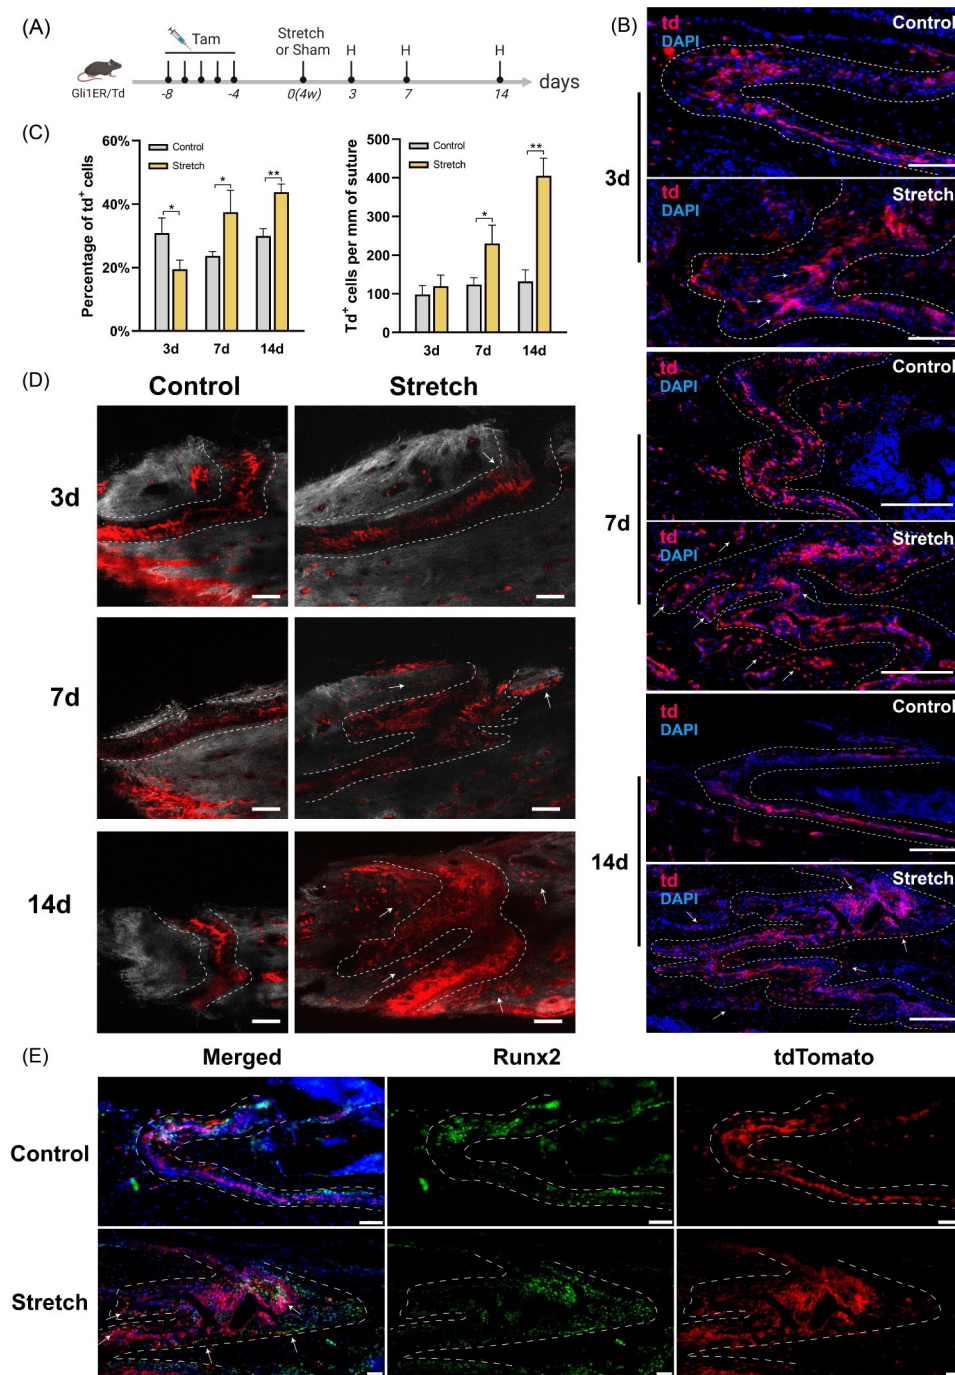 (A)
Tam
Stretch
or Sham
H
H
H
days
Gli1ER/Td
-8
-4
0(4w)
3
7
14
(B)
td
DAPI
Control
3d
td
DAPI
Stretch
td
DAPI
Control
7d
td
DAPI
Stretch
td
DAPI
Control
14d
td
DAPI
Stretch
(C)
Percentage of td+ cells
60%
40%
20%
0%
Control
Stretch
*
*
**
3d
7d
14d
Td+ cells per mm of suture
500
400
300
200
100
0
Control
Stretch
*
**
3d
7d
14d
(D)
Control
Stretch
3d
7d
14d
(E)
Merged
Runx2
tdTomato
Control
Stretch